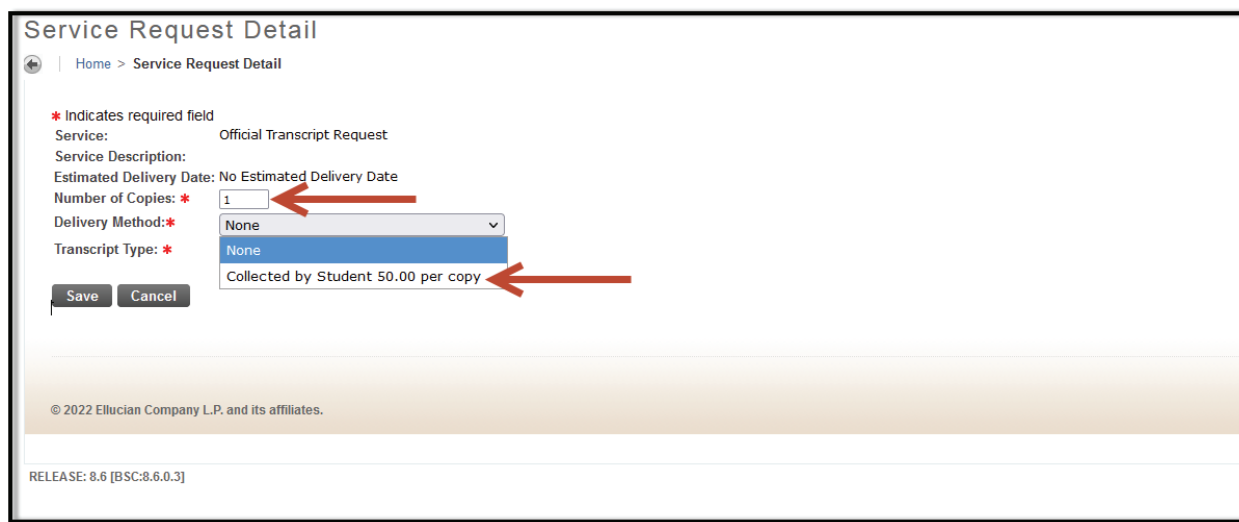 Service Request Detail
Home > Service Request Detail
* Indicates required field
Service: Official Transcript Request
Service Description:
Estimated Delivery Date: No Estimated Delivery Date
Number of Copies: * 1
Delivery Method:* None
Transcript Type: * None
Collected by Student 50.00 per copy
Save Cancel
© 2022 Ellucian Company L.P. and its affiliates.
RELEASE: 8.6 [BSC:8.6.0.3]